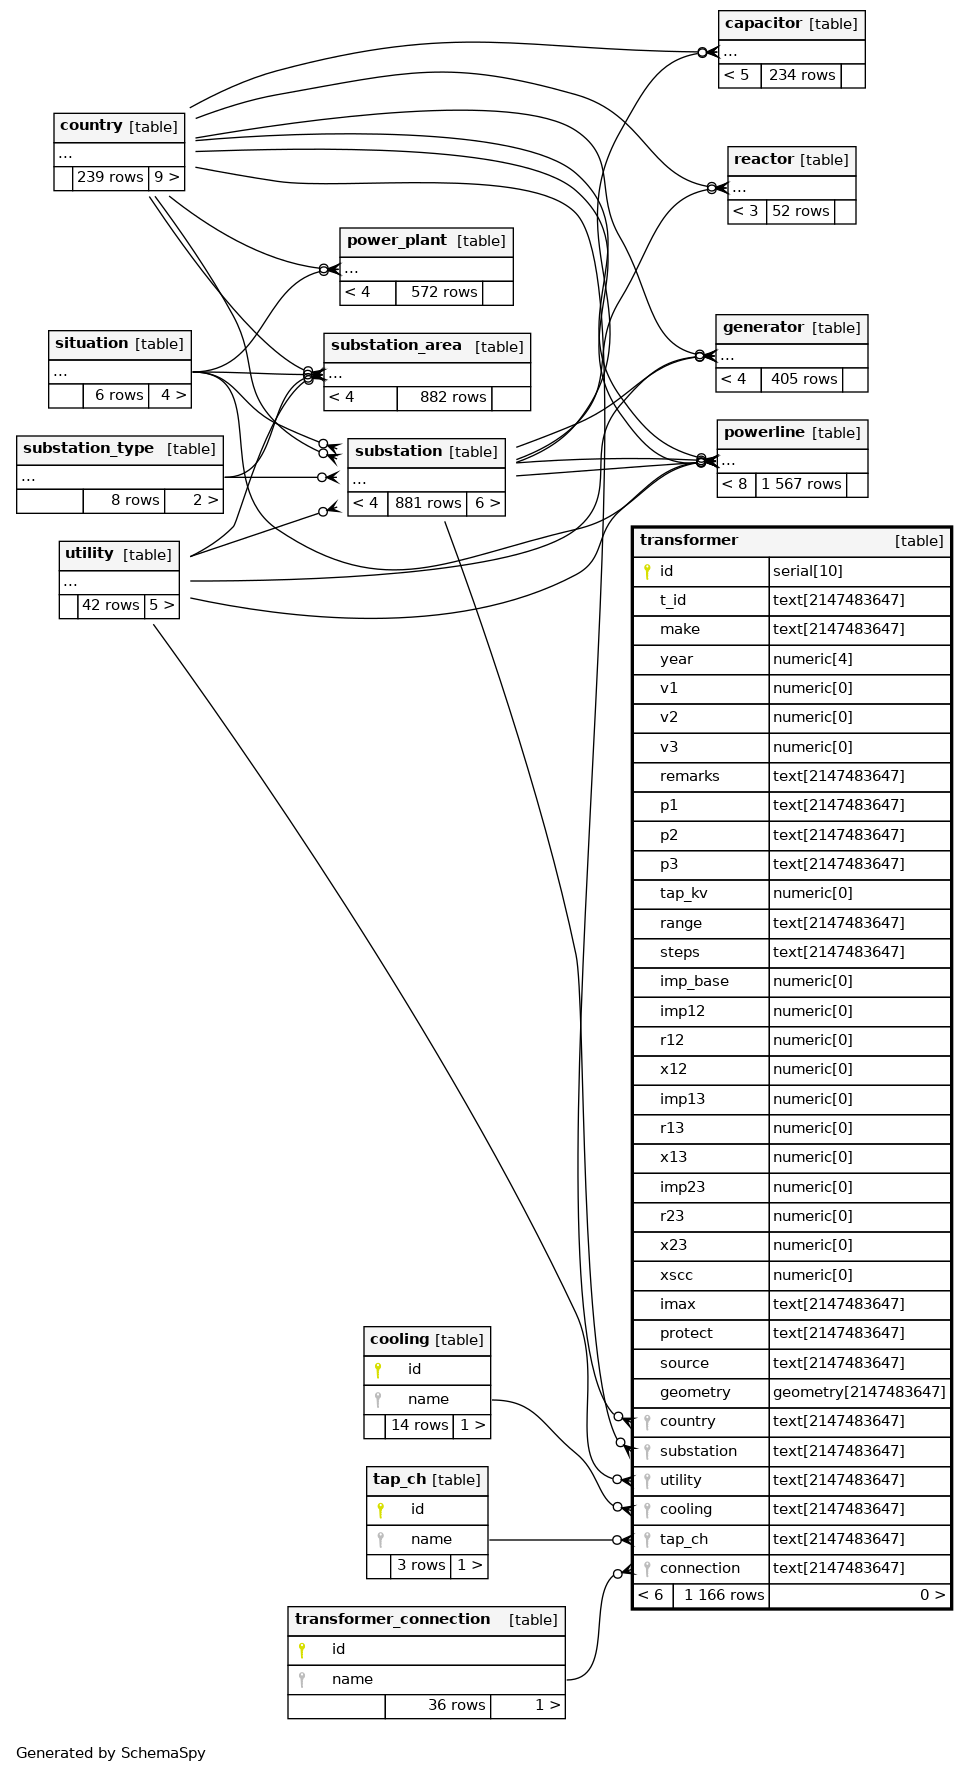 capacitor [table]
...
< 5 234 rows
country [table]
...
239 rows 9 >
reactor [table]
...
< 3 52 rows
power_plant [table]
...
< 4 572 rows
generator [table]
...
< 4 405 rows
situation [table]
...
6 rows 4 >
substation_area [table]
...
< 4 882 rows
powerline [table]
...
< 8 1 567 rows
substation_type [table]
...
8 rows 2 >
substation [table]
...
< 4 881 rows 6 >
utility [table]
...
42 rows 5 >
transformer [table]
id serial[10]
t_id text[2147483647]
make text[2147483647]
year numeric[4]
v1 numeric[0]
v2 numeric[0]
v3 numeric[0]
remarks text[2147483647]
p1 text[2147483647]
p2 text[2147483647]
p3 text[2147483647]
tap_kv numeric[0]
range text[2147483647]
steps text[2147483647]
imp_base numeric[0]
imp12 numeric[0]
r12 numeric[0]
x12 numeric[0]
imp13 numeric[0]
r13 numeric[0]
x13 numeric[0]
imp23 numeric[0]
r23 numeric[0]
x23 numeric[0]
xscc numeric[0]
imax text[2147483647]
protect text[2147483647]
source text[2147483647]
geometry geometry[2147483647]
country text[2147483647]
substation text[2147483647]
utility text[2147483647]
cooling text[2147483647]
tap_ch text[2147483647]
connection text[2147483647]
< 6 1 166 rows 0 >
cooling [table]
id
name
14 rows 1 >
tap_ch [table]
id
name
3 rows 1 >
transformer_connection [table]
id
name
36 rows 1 >
Generated by SchemaSpy